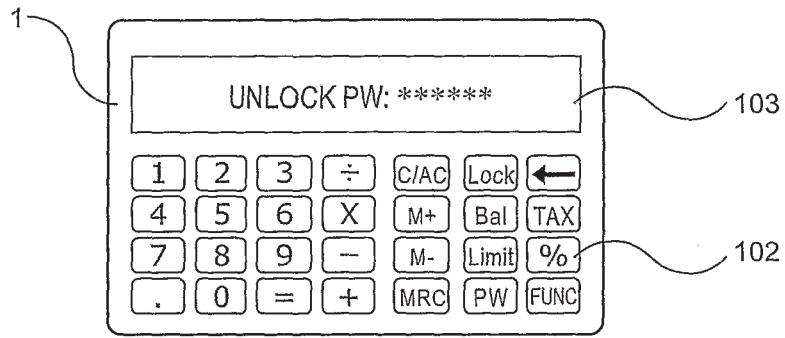 1
UNLOCK PW: ******
103
1 2 3 ÷ C/AC Lock ←
4 5 6 X M+ Bal TAX
7 8 9 − M- Limit %
102
. 0 = + MRC PW FUNC